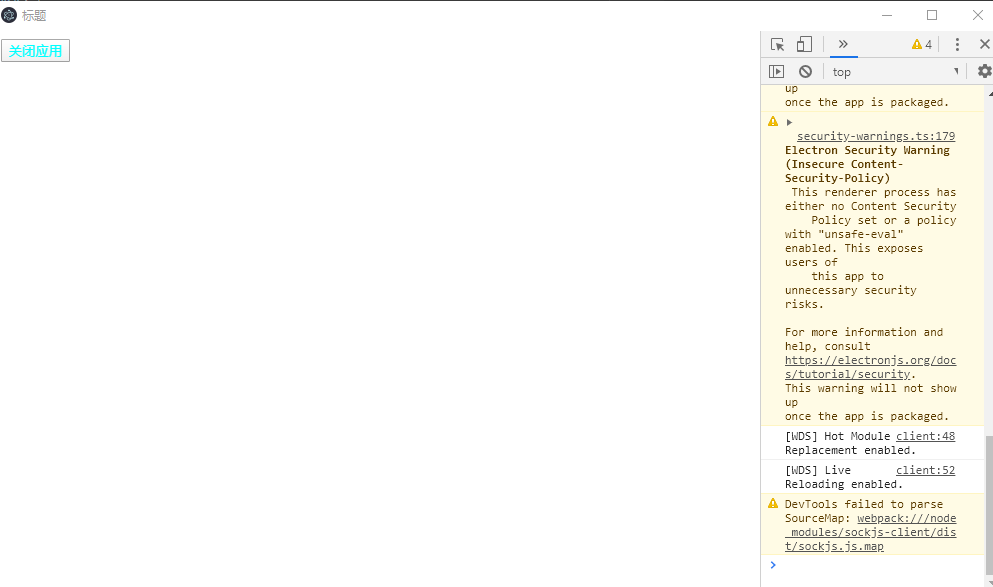 标题
关闭应用
4
top
up
once the app is packaged.
security-warnings.ts:179
Electron Security Warning
(Insecure Content-
Security-Policy)
This renderer process has
either no Content Security
Policy set or a policy
with "unsafe-eval"
enabled. This exposes
users of
this app to
unnecessary security
risks.
For more information and
help, consult
https://electronjs.org/doc
s/tutorial/security.
This warning will not show
up
once the app is packaged.
[WDS] Hot Module client:48
Replacement enabled.
[WDS] Live client:52
Reloading enabled.
DevTools failed to parse
SourceMap: webpack:///node
_modules/sockjs-client/dis
t/sockjs.js.map